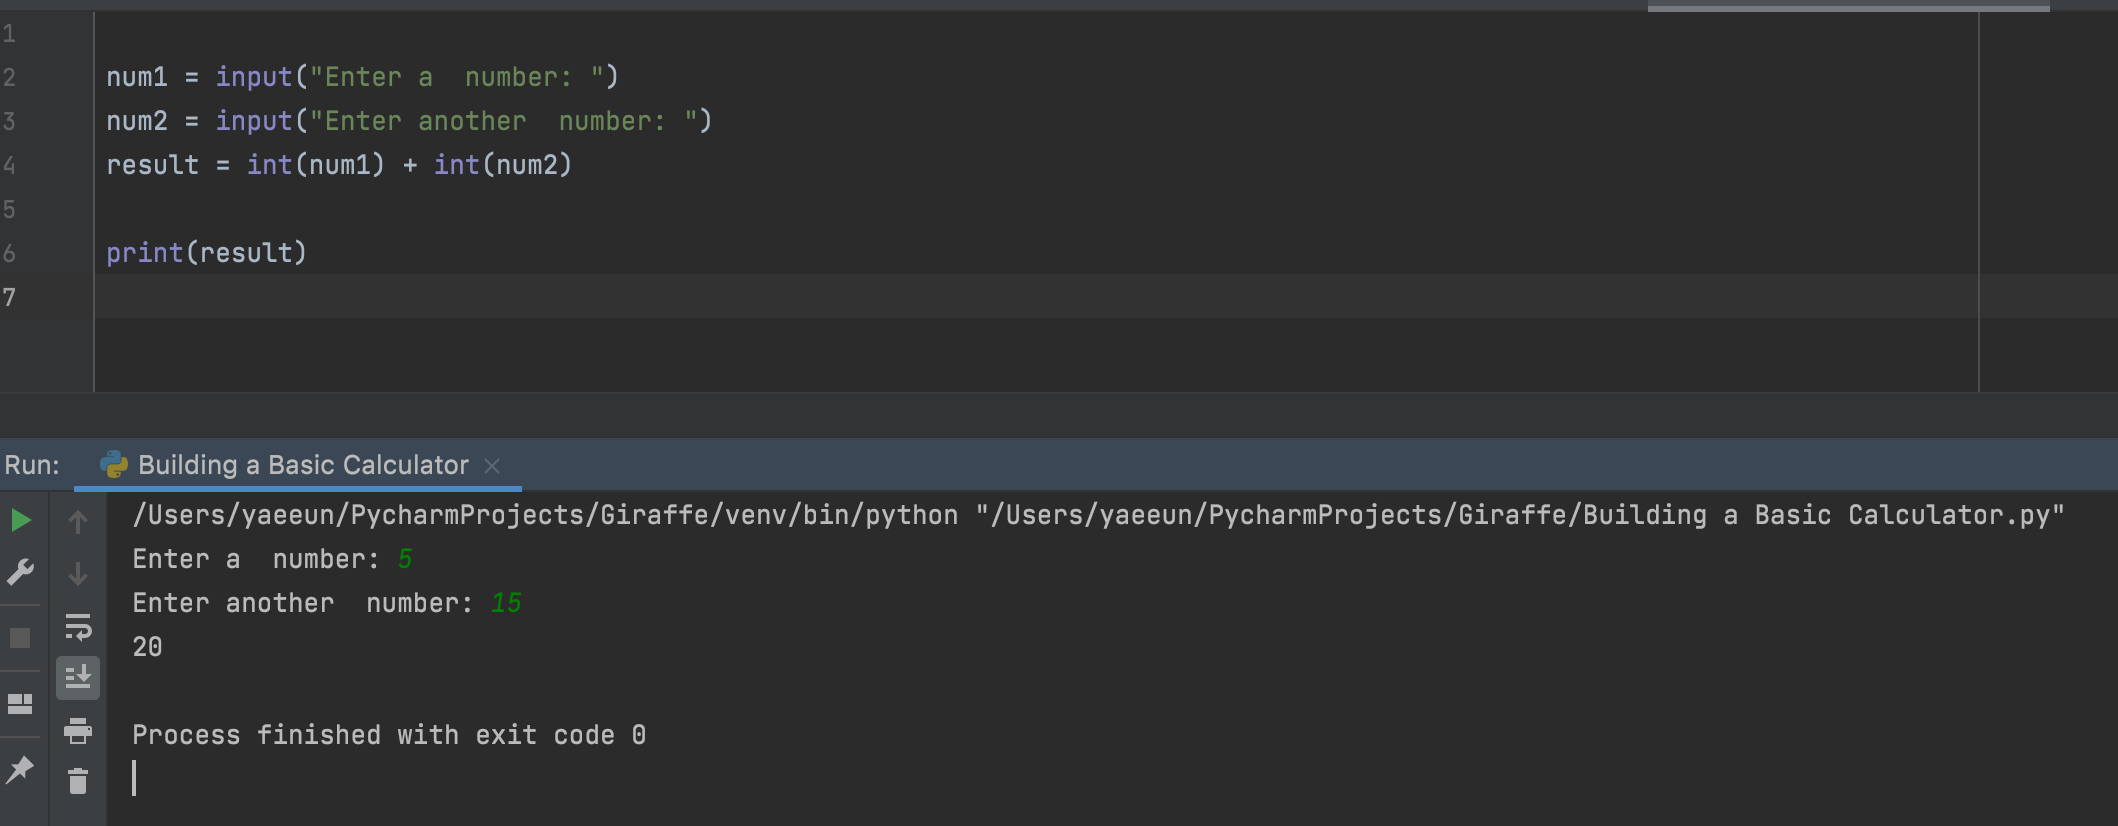 1
2 num1 = input("Enter a  number: ")
3 num2 = input("Enter another  number: ")
4 result = int(num1) + int(num2)
5
6 print(result)
7
Run: Building a Basic Calculator
/Users/yaeeun/PycharmProjects/Giraffe/venv/bin/python "/Users/yaeeun/PycharmProjects/Giraffe/Building a Basic Calculator.py"
Enter a  number: 5
Enter another  number: 15
20
Process finished with exit code 0